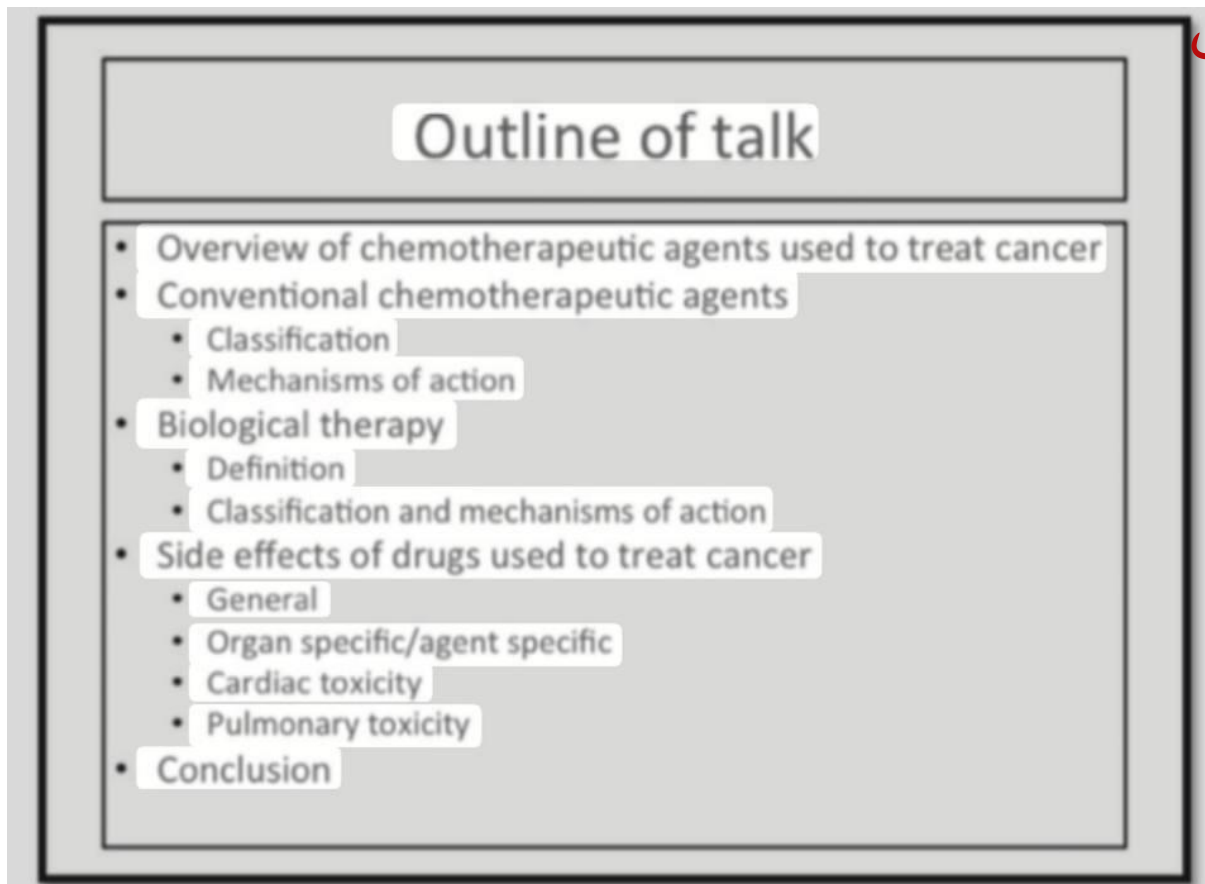 Outline of talk
• Overview of chemotherapeutic agents used to treat cancer
• Conventional chemotherapeutic agents
• Classification
• Mechanisms of action
• Biological therapy
• Definition
• Classification and mechanisms of action
• Side effects of drugs used to treat cancer
• General
• Organ specific/agent specific
• Cardiac toxicity
• Pulmonary toxicity
• Conclusion